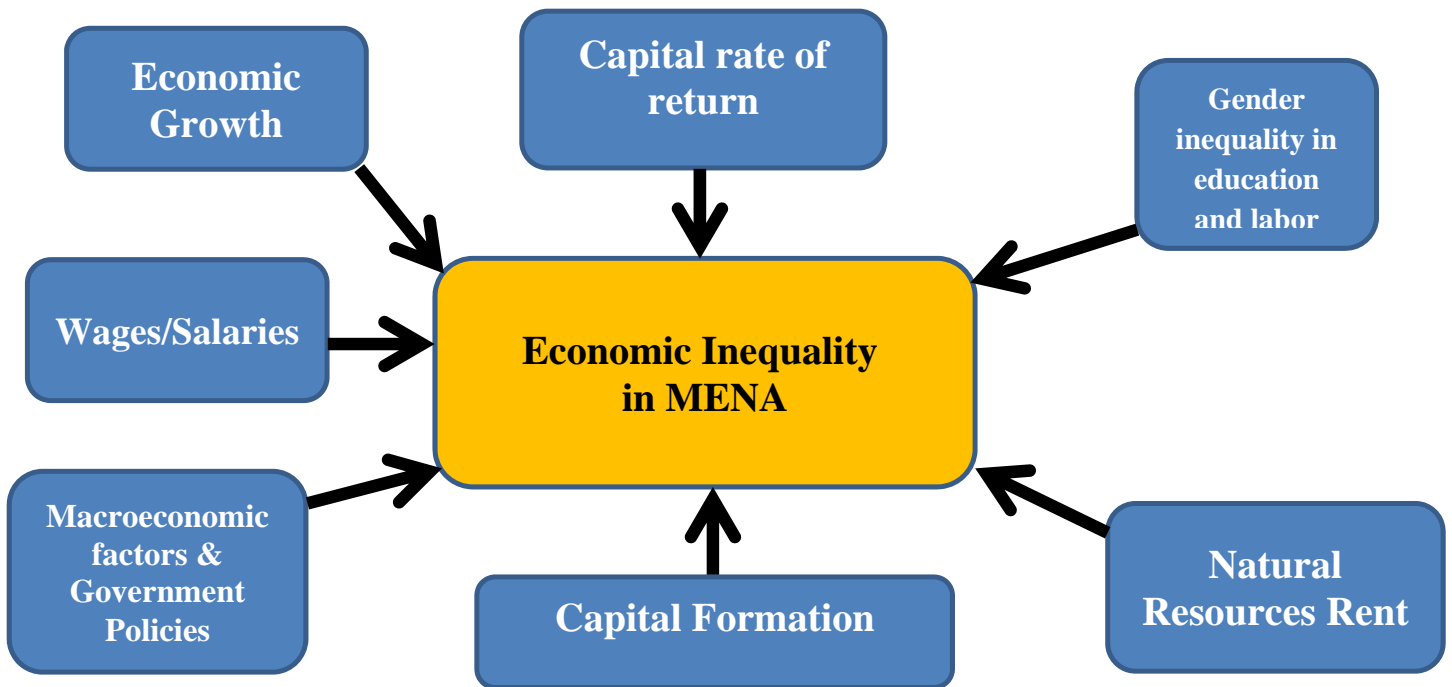 Economic
Growth
Capital rate of
return
Gender
inequality in
education
and labor
Wages/Salaries
Economic Inequality
in MENA
Macroeconomic
factors &
Government
Policies
Capital Formation
Natural
Resources Rent